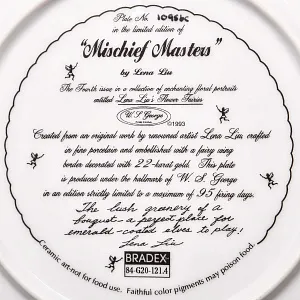 Plate No. 10956C
in the limited edition of
"Mischief Masters"
by Lena Liu
The fourth issue in a collection of enchanting floral portraits
entitled Lena Liu's Flower Fairies
W. S. George
©1993
Created from an original work by renowned artist Lena Liu, crafted
in fine porcelain and embellished with a fairy wing
border decorated with 22-karat gold. This plate
is produced under the hallmark of W. S. George
in an edition strictly limited to a maximum of 95 firing days.
The lush greenery of a
bouquet — a perfect place for
emerald-coated elves to play!
Lena Liu
BRADEX
84-G20-121.4
Ceramic art-not for food use. Faithful color pigments may poison food.